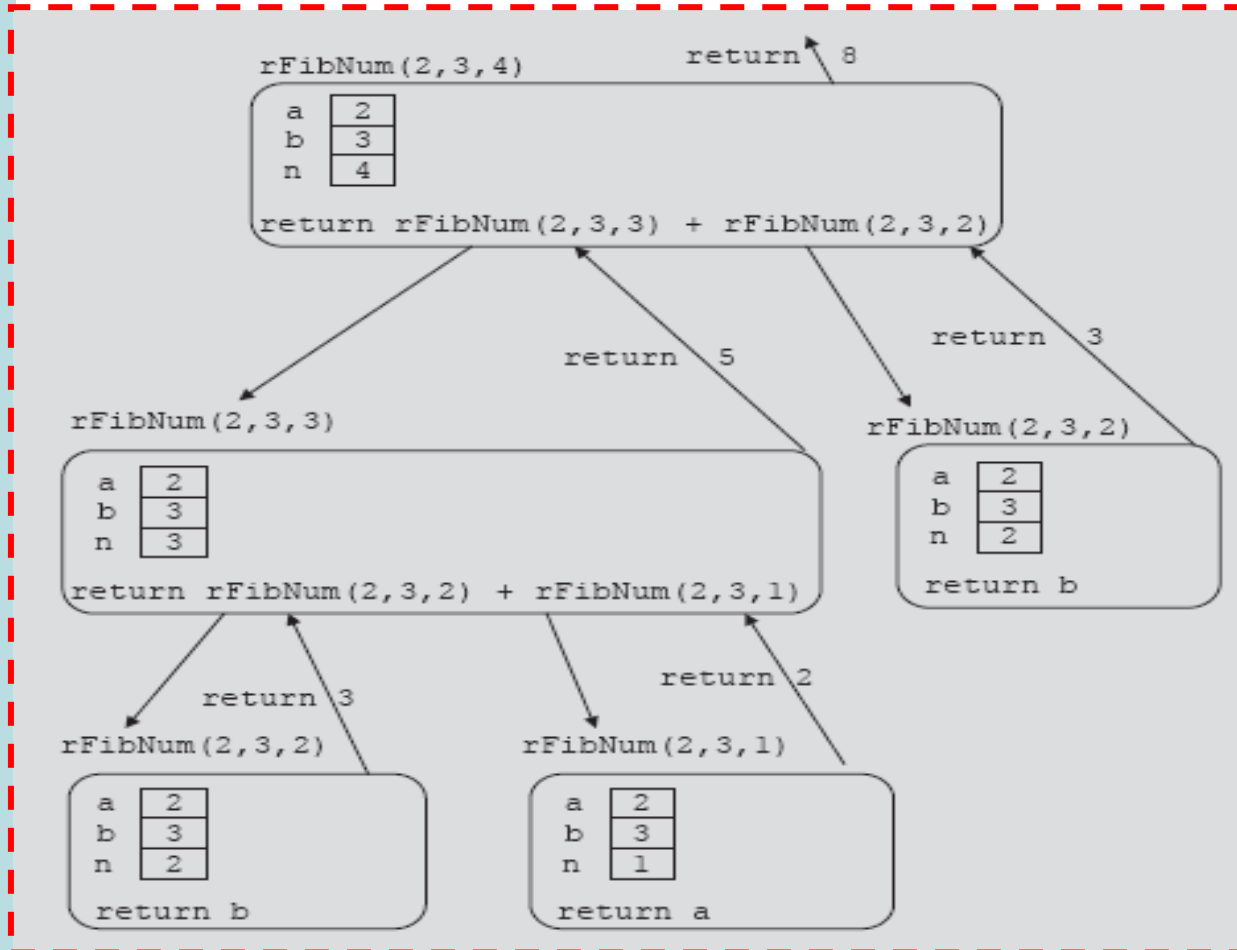 return 8
rFibNum(2,3,4)
a 2
b 3
n 4
return rFibNum(2,3,3) + rFibNum(2,3,2)
return 5
return 3
rFibNum(2,3,3)
a 2
b 3
n 3
return rFibNum(2,3,2) + rFibNum(2,3,1)
rFibNum(2,3,2)
a 2
b 3
n 2
return b
return 3
return 2
rFibNum(2,3,2)
a 2
b 3
n 2
return b
rFibNum(2,3,1)
a 2
b 3
n 1
return a